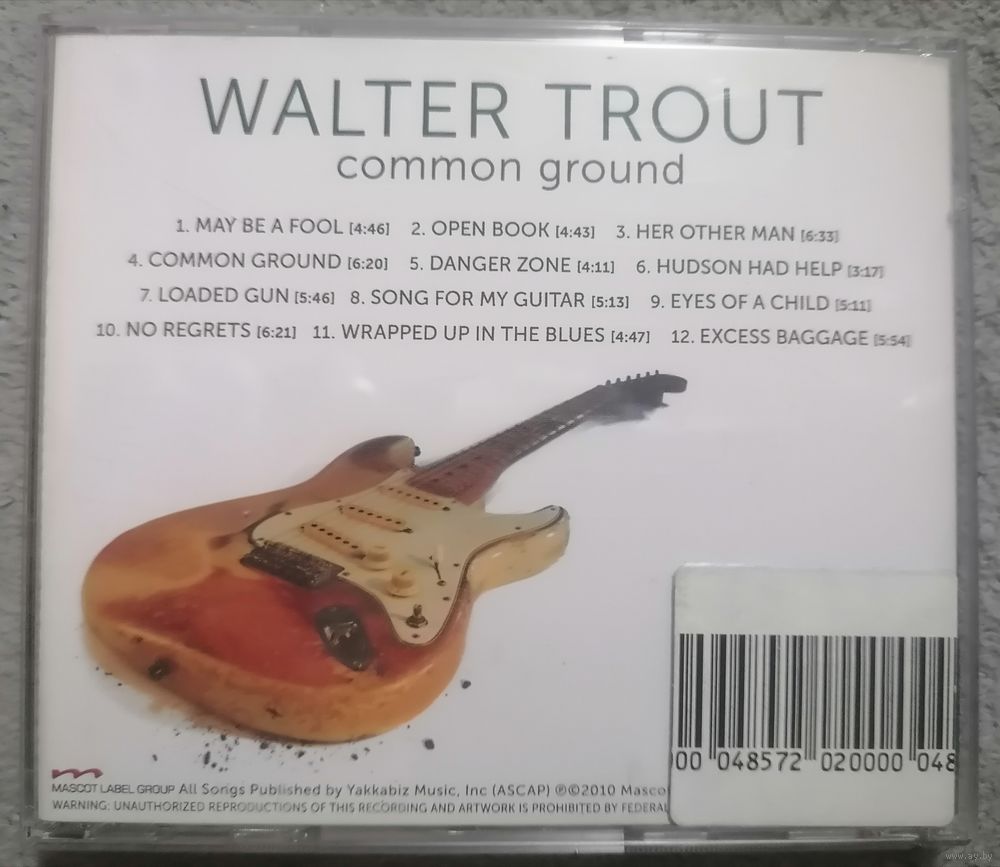 WALTER TROUT
common ground
1. MAY BE A FOOL [4:46] 2. OPEN BOOK [4:43] 3. HER OTHER MAN [6:33]
4. COMMON GROUND [6:20] 5. DANGER ZONE [4:11] 6. HUDSON HAD HELP [3:17]
7. LOADED GUN [5:46] 8. SONG FOR MY GUITAR [5:13] 9. EYES OF A CHILD [5:11]
10. NO REGRETS [6:21] 11. WRAPPED UP IN THE BLUES [4:47] 12. EXCESS BAGGAGE [5:54]
00 048572 020000 048
MASCOT LABEL GROUP All Songs Published by Yakkabiz Music, Inc (ASCAP) ℗©2010 Masco
WARNING: UNAUTHORIZED REPRODUCTIONS OF THIS RECORDING AND ARTWORK IS PROHIBITED BY FEDERAL
www.ay.by